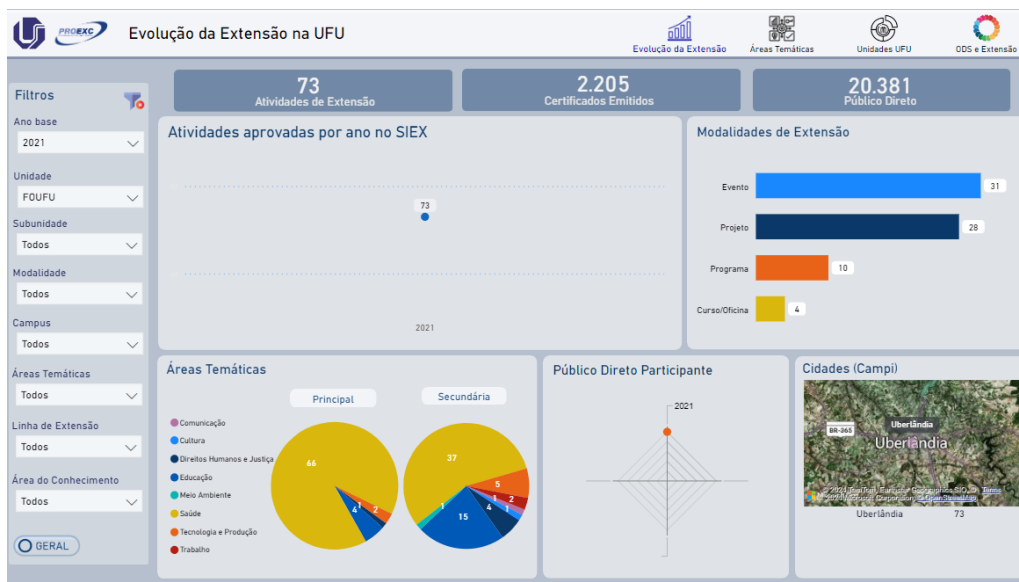 PROEXC
Evolução da Extensão na UFU
Evolução da Extensão
Áreas Temáticas
Unidades UFU
ODS e Extensão
Filtros
Ano base
2021
Unidade
FOUFU
Subunidade
Todos
Modalidade
Todos
Campus
Todos
Áreas Temáticas
Todos
Linha de Extensão
Todos
Área do Conhecimento
Todos
GERAL
73
Atividades de Extensão
2.205
Certificados Emitidos
20.381
Público Direto
Atividades aprovadas por ano no SIEX
73
2021
Modalidades de Extensão
Evento 31
Projeto 28
Programa 10
Curso/Oficina 4
Áreas Temáticas
Principal
Secundária
Comunicação
Cultura
Direitos Humanos e Justiça
Educação
Meio Ambiente
Saúde
Tecnologia e Produção
Trabalho
66
4
1
2
37
5
2
1
1
4
15
1
Público Direto Participante
2021
Cidades (Campi)
Uberlândia
BR-365
Uberlândia
Terms
Uberlândia 73